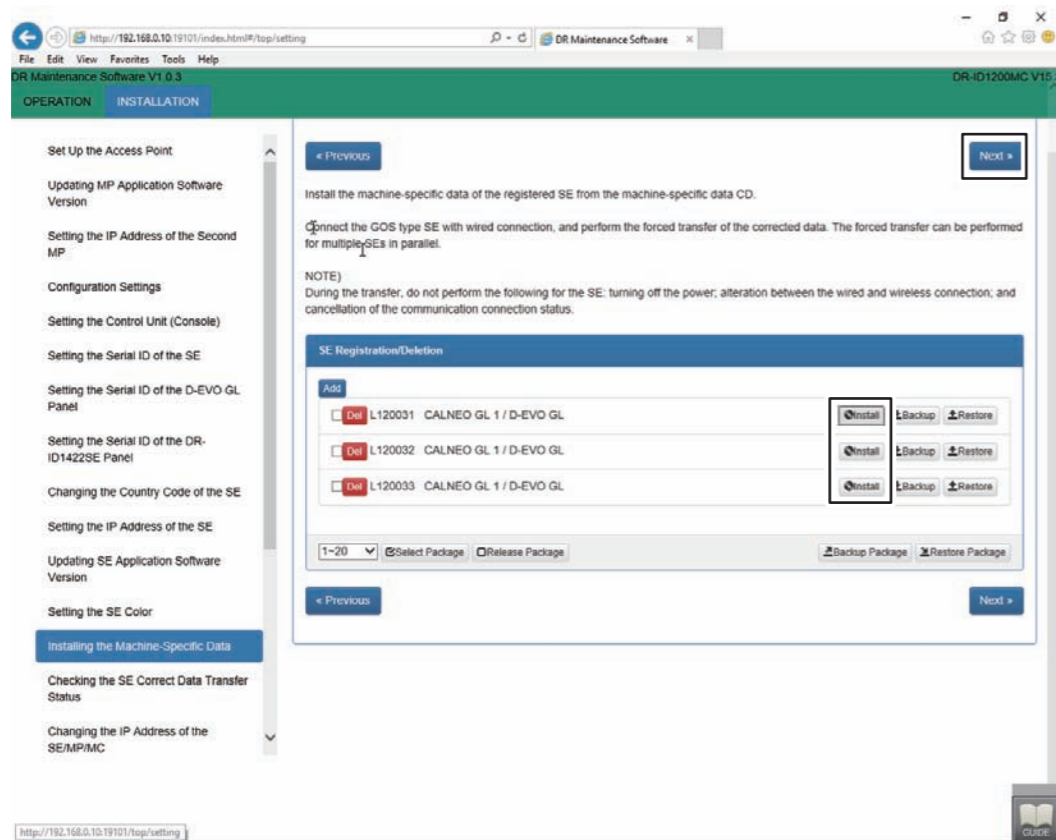 http://192.168.0.10:19101/index.html#/top/setting
DR Maintenance Software
File Edit View Favorites Tools Help
DR Maintenance Software V1.0.3
DR-ID1200MC V15
OPERATION INSTALLATION
Set Up the Access Point
Updating MP Application Software
Version
Setting the IP Address of the Second
MP
Configuration Settings
Setting the Control Unit (Console)
Setting the Serial ID of the SE
Setting the Serial ID of the D-EVO GL
Panel
Setting the Serial ID of the DR-
ID1422SE Panel
Changing the Country Code of the SE
Setting the IP Address of the SE
Updating SE Application Software
Version
Setting the SE Color
Installing the Machine-Specific Data
Checking the SE Correct Data Transfer
Status
Changing the IP Address of the
SE/MP/MC
« Previous
Next »
Install the machine-specific data of the registered SE from the machine-specific data CD.
Connect the GOS type SE with wired connection, and perform the forced transfer of the corrected data. The forced transfer can be performed
for multiple SEs in parallel.
NOTE)
During the transfer, do not perform the following for the SE: turning off the power; alteration between the wired and wireless connection; and
cancellation of the communication connection status.
SE Registration/Deletion
Add
Del L120031 CALNEO GL 1 / D-EVO GL Install Backup Restore
Del L120032 CALNEO GL 1 / D-EVO GL Install Backup Restore
Del L120033 CALNEO GL 1 / D-EVO GL Install Backup Restore
1~20 Select Package Release Package Backup Package Restore Package
« Previous
Next »
http://192.168.0.10:19101/top/setting
GUIDE